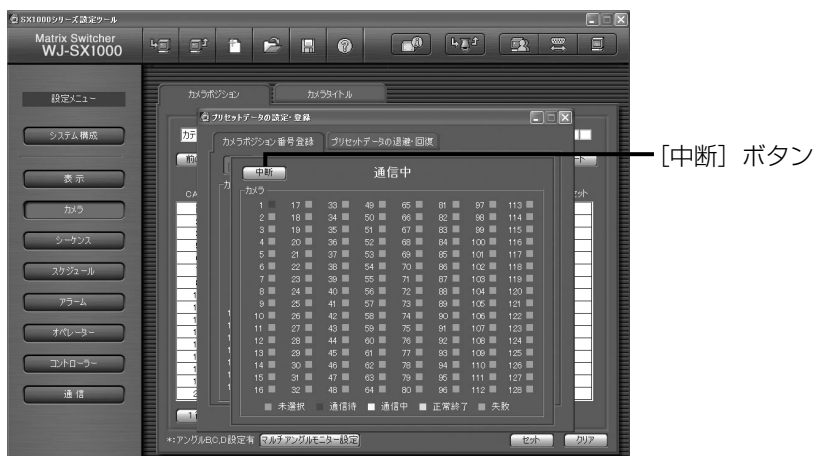 SX1000シリーズ設定ツール
Matrix Switcher
WJ-SX1000
設定メニュー
システム構成
表示
カメラ
シーケンス
スケジュール
アラーム
オペレーター
コントローラー
通信
カメラポジション
カメラタイトル
プリセットデータの設定・登録
カメラポジション番号登録
プリセットデータの退避・回復
中断
通信中
[中断] ボタン
カメラ
1 17 33 49 65 81 97 113
2 18 34 50 66 82 98 114
3 19 35 51 67 83 99 115
4 20 36 52 68 84 100 116
5 21 37 53 69 85 101 117
6 22 38 54 70 86 102 118
7 23 39 55 71 87 103 119
8 24 40 56 72 88 104 120
9 25 41 57 73 89 105 121
10 26 42 58 74 90 106 122
11 27 43 59 75 91 107 123
12 28 44 60 76 92 108 124
13 29 45 61 77 93 109 125
14 30 46 62 78 94 110 126
15 31 47 63 79 95 111 127
16 32 48 64 80 96 112 128
未選択 通信待 通信中 正常終了 失敗
*:アングルB,C,D設定有
マルチアングルモニター設定
セット
クリア